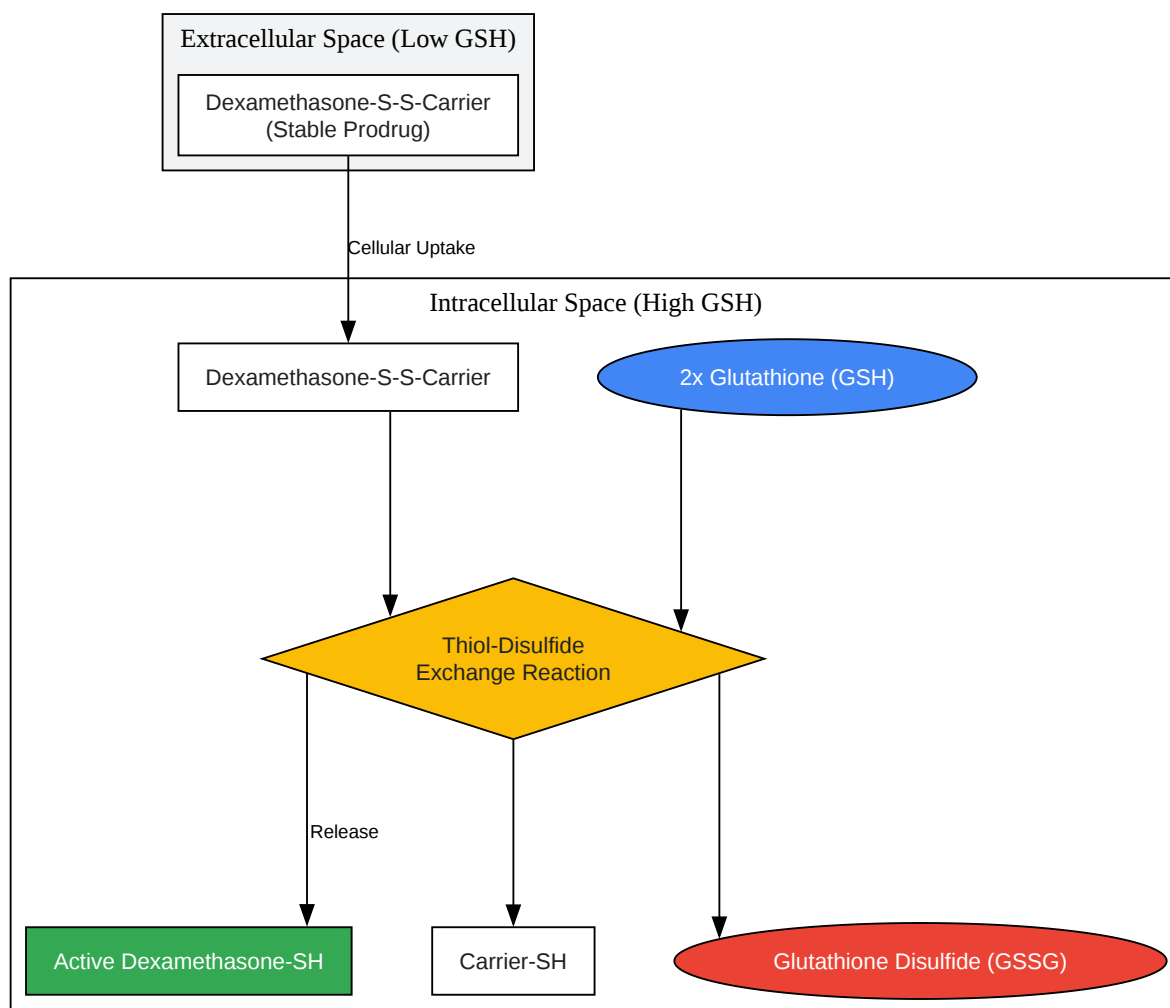 Extracellular Space (Low GSH)
Dexamethasone-S-S-Carrier
(Stable Prodrug)
Cellular Uptake
Intracellular Space (High GSH)
Dexamethasone-S-S-Carrier
2x Glutathione (GSH)
Thiol-Disulfide
Exchange Reaction
Release
Active Dexamethasone-SH
Carrier-SH
Glutathione Disulfide (GSSG)